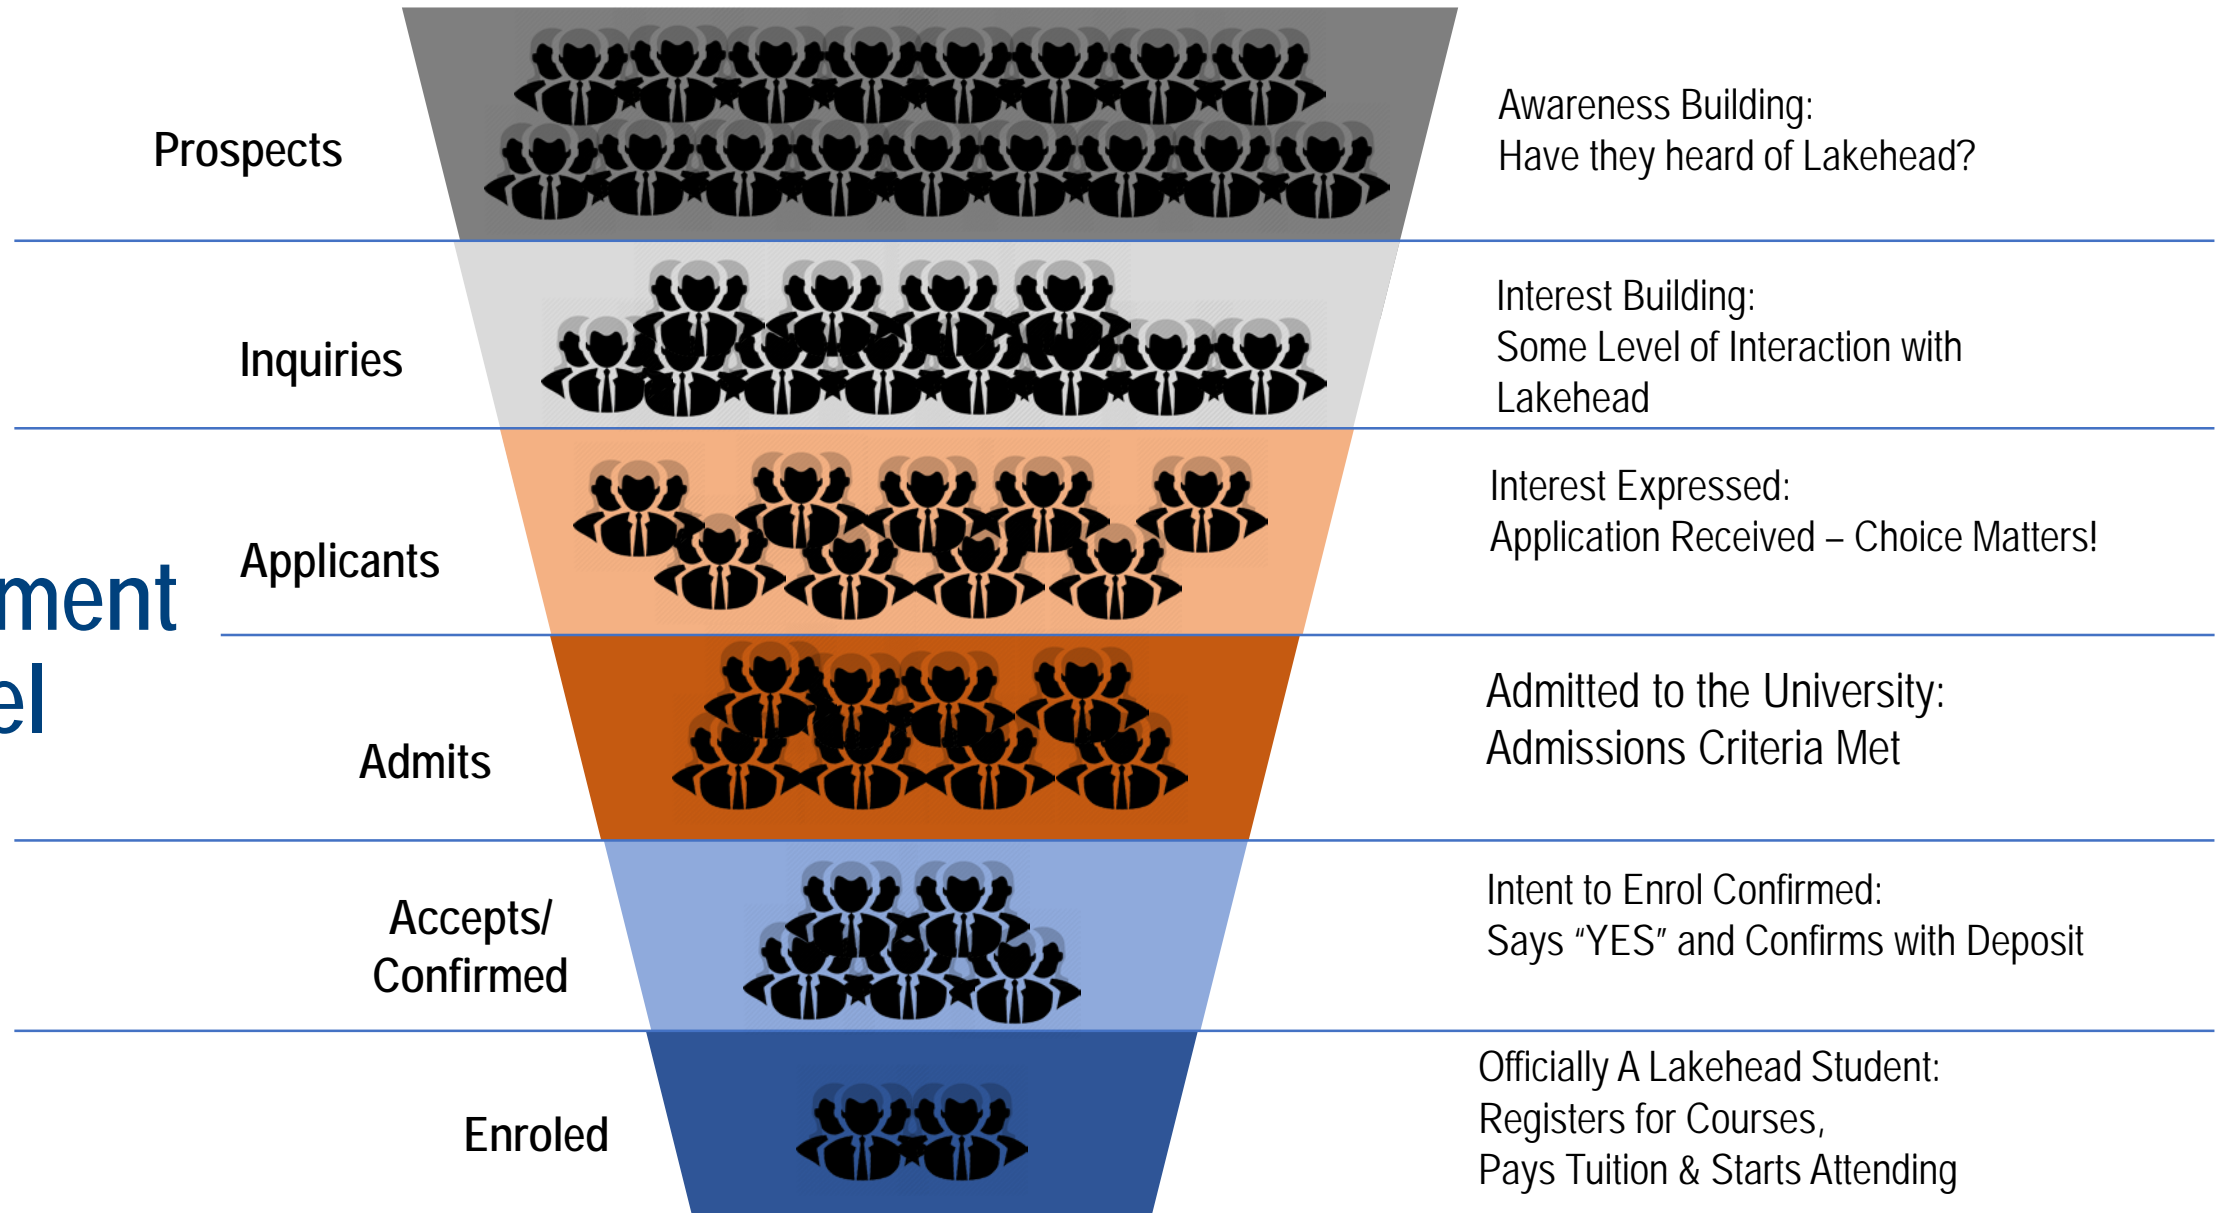 Prospects
Awareness Building:
Have they heard of Lakehead?
Inquiries
Interest Building:
Some Level of Interaction with
Lakehead
ment
el
Applicants
Interest Expressed:
Application Received – Choice Matters!
Admits
Admitted to the University:
Admissions Criteria Met
Accepts/
Confirmed
Intent to Enrol Confirmed:
Says “YES” and Confirms with Deposit
Enroled
Officially A Lakehead Student:
Registers for Courses,
Pays Tuition & Starts Attending